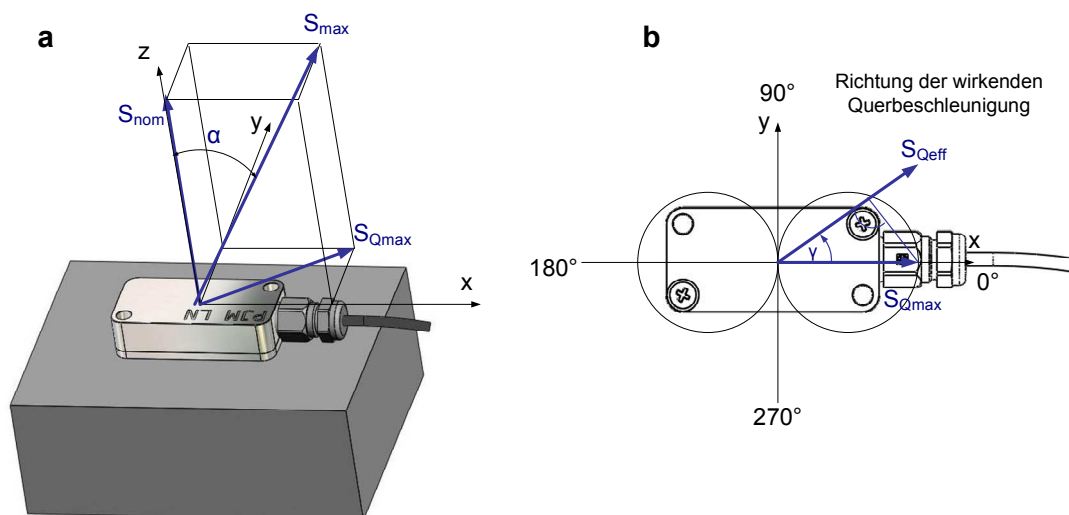 a
S_max
z
S_nom
α
y
S_Qmax
x
PJM LN
b
Richtung der wirkenden
Querbeschleunigung
90°
y
S_Qeff
γ
x
180°
0°
S_Qmax
270°